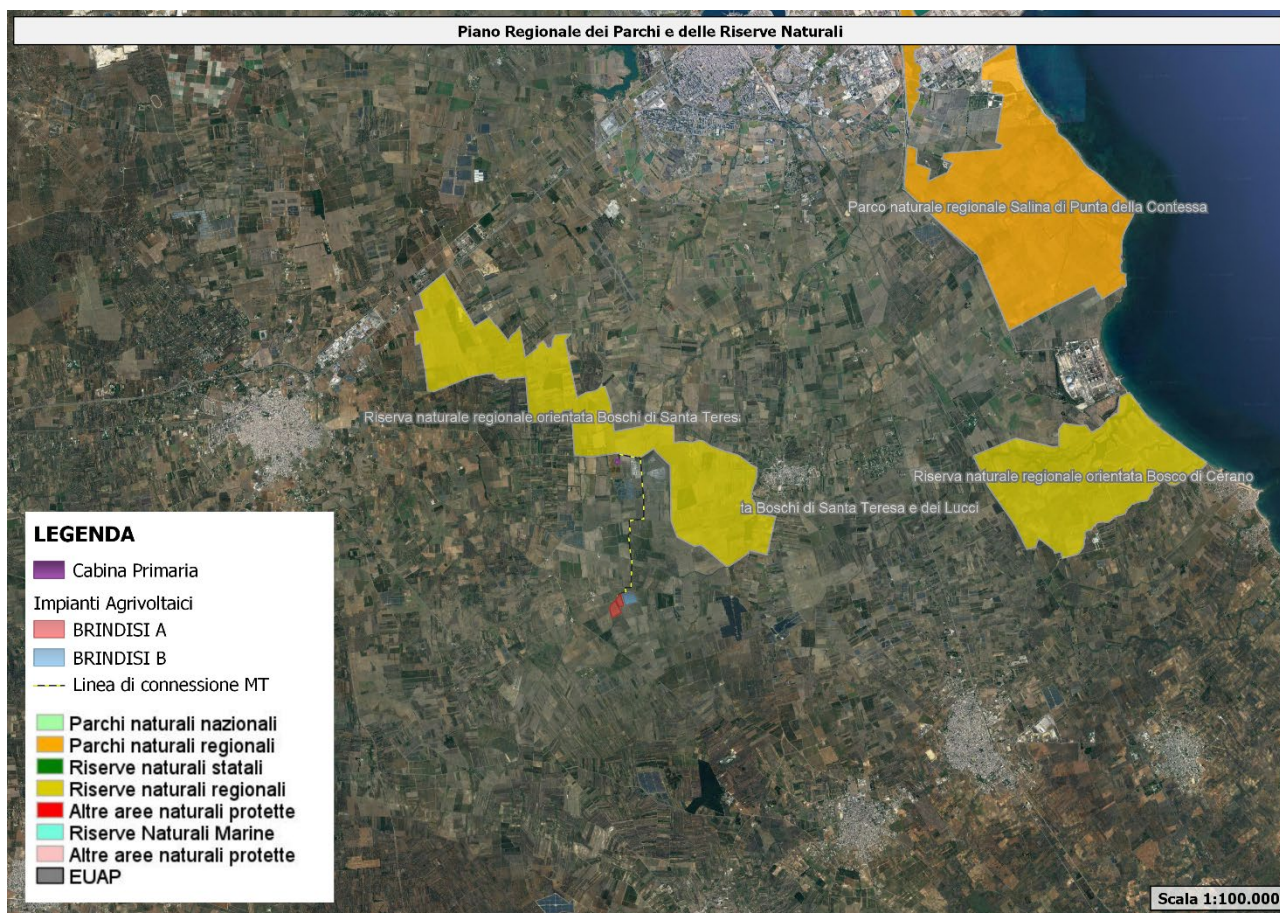 Piano Regionale dei Parchi e delle Riserve Naturali
Parco naturale regionale Salina di Punta della Contessa
Riserva naturale regionale orientata Boschi di Santa Teresa
Riserva naturale regionale orientata Bosco di Cerano
ta Boschi di Santa Teresa e dei Lucci
LEGENDA
Cabina Primaria
Impianti Agrivoltaici
BRINDISI A
BRINDISI B
Linea di connessione MT
Parchi naturali nazionali
Parchi naturali regionali
Riserve naturali statali
Riserve naturali regionali
Altre aree naturali protette
Riserve Naturali Marine
Altre aree naturali protette
EUAP
Scala 1:100.000